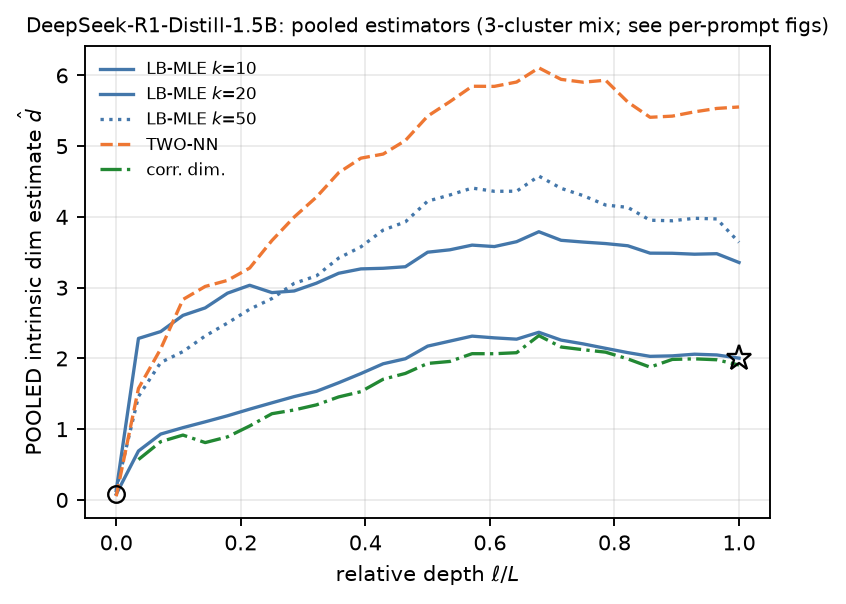 DeepSeek-R1-Distill-1.5B: pooled estimators (3-cluster mix; see per-prompt figs)
LB-MLE k=10
LB-MLE k=20
LB-MLE k=50
TWO-NN
corr. dim.
POOLED intrinsic dim estimate d̂
6
5
4
3
2
1
0
0.0 0.2 0.4 0.6 0.8 1.0
relative depth ℓ/L